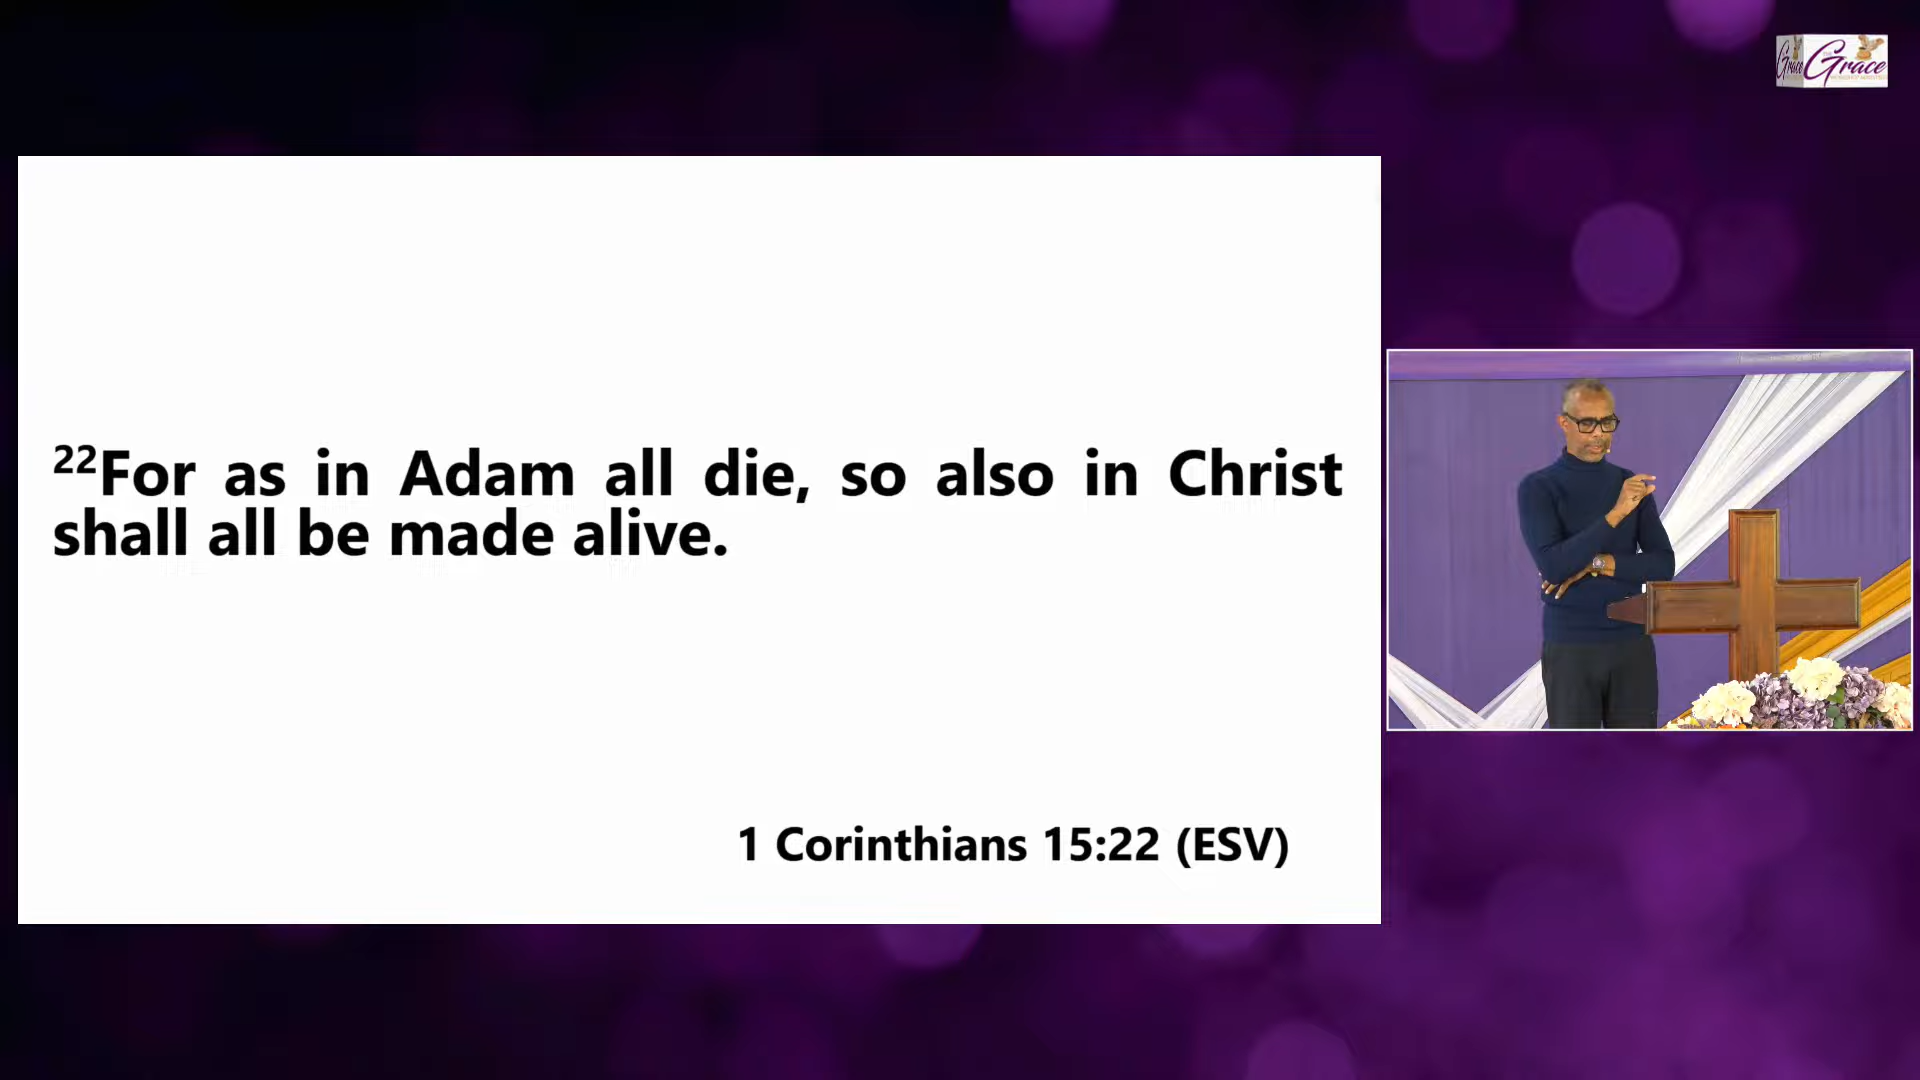 Grace
Grace
22For as in Adam all die, so also in Christ
shall all be made alive.
1 Corinthians 15:22 (ESV)